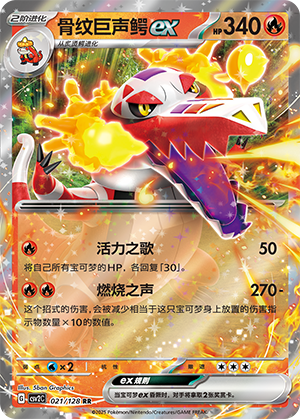 2阶进化
骨纹巨声鳄ex
HP340
从炙烫鳄进化
活力之歌 50
将自己所有宝可梦的HP，各回复「30」。
燃烧之声 270-
这个招式的伤害，会被减少相当于这只宝可梦身上放置的伤害指
示物数量×10的数值。
弱点 ×2 抗性 撤退
ex规则
当宝可梦ex昏厥时，对手将拿取2张奖赏卡。
Illus. 5ban Graphics
G CSV2C 021/128 RR
©2025 Pokémon/Nintendo/Creatures/GAME FREAK